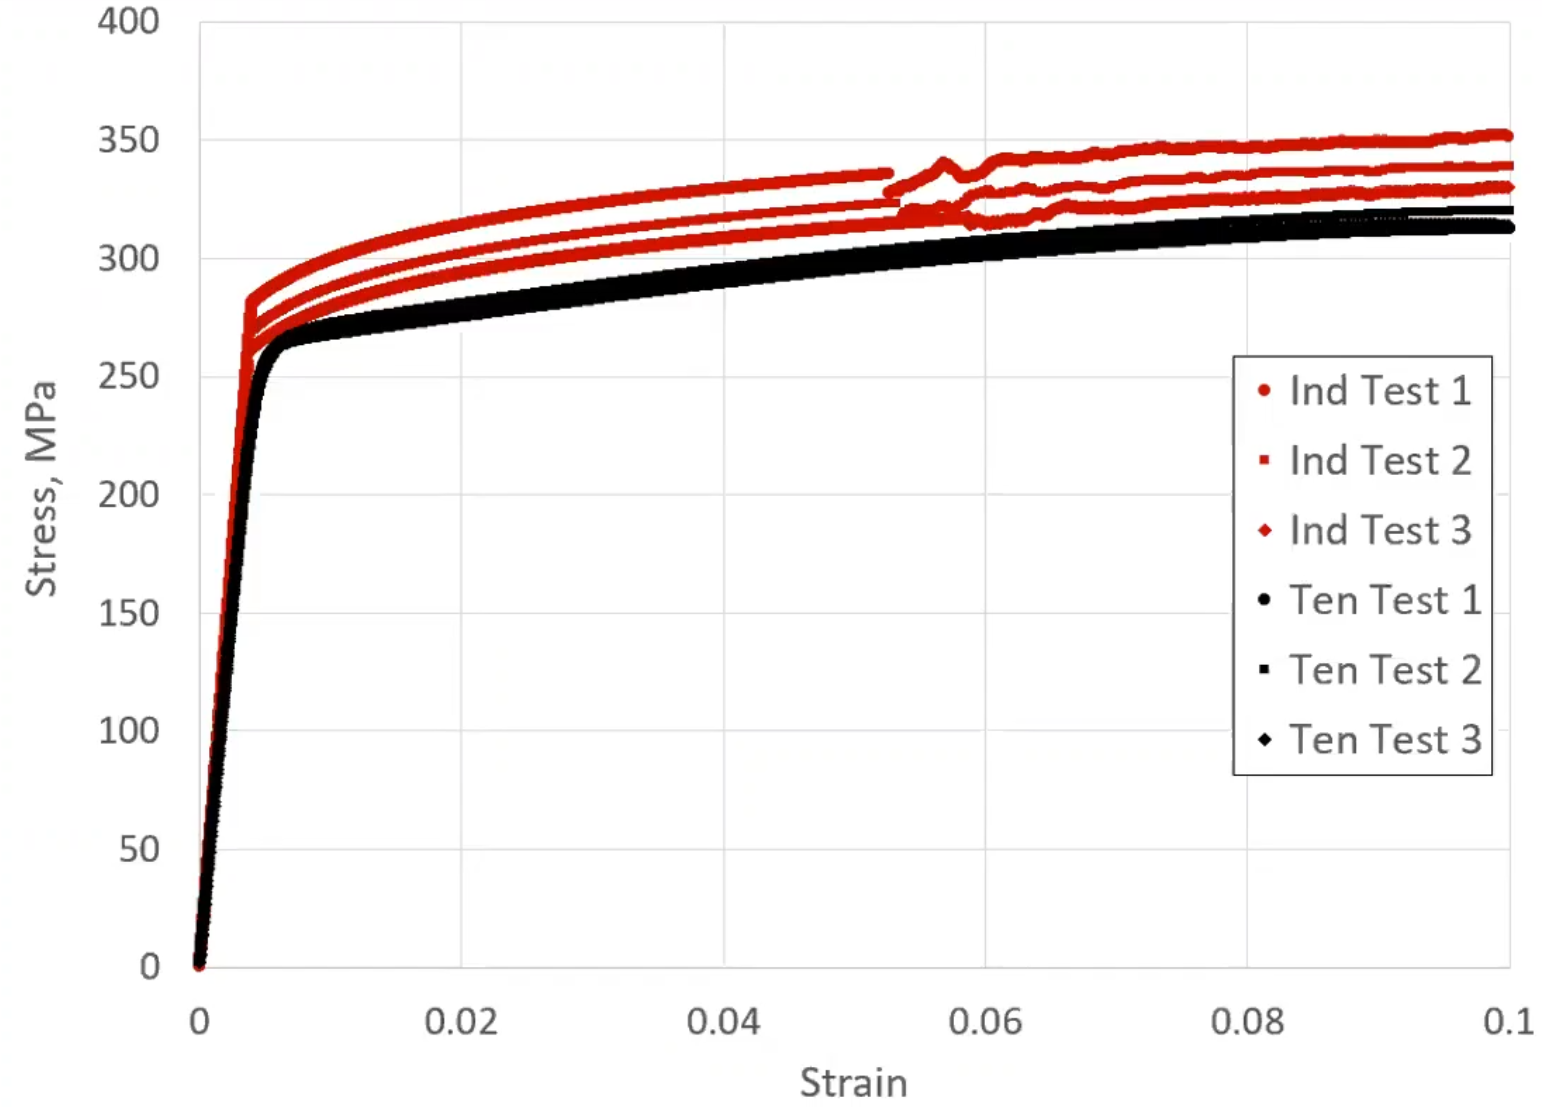 400
350
300
250
200
150
100
50
0
Stress, MPa
Ind Test 1
Ind Test 2
Ind Test 3
Ten Test 1
Ten Test 2
Ten Test 3
0 0.02 0.04 0.06 0.08 0.1
Strain